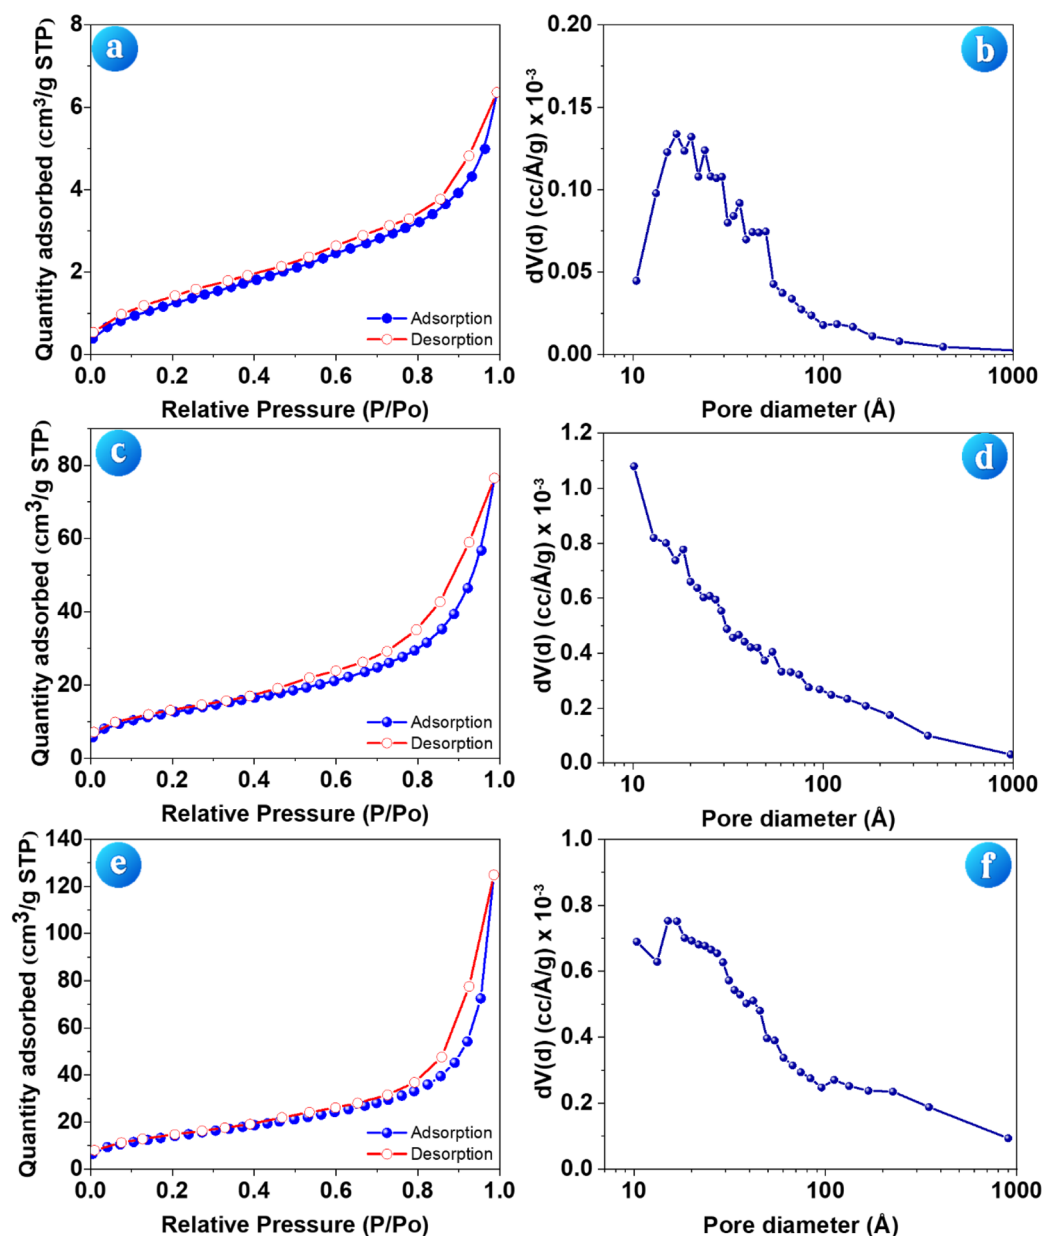 a
Quantity adsorbed (cm³/g STP)
8
6
4
2
0
Adsorption
Desorption
0.0 0.2 0.4 0.6 0.8 1.0
Relative Pressure (P/Po)
b
dV(d) (cc/Å/g) x 10⁻³
0.20
0.15
0.10
0.05
0.00
10 100 1000
Pore diameter (Å)
c
Quantity adsorbed (cm³/g STP)
80
60
40
20
0
Adsorption
Desorption
0.0 0.2 0.4 0.6 0.8 1.0
Relative Pressure (P/Po)
d
dV(d) (cc/Å/g) x 10⁻³
1.2
1.0
0.8
0.6
0.4
0.2
0.0
10 100 1000
Pore diameter (Å)
e
Quantity adsorbed (cm³/g STP)
140
120
100
80
60
40
20
0
Adsorption
Desorption
0.0 0.2 0.4 0.6 0.8 1.0
Relative Pressure (P/Po)
f
dV(d) (cc/Å/g) x 10⁻³
1.0
0.8
0.6
0.4
0.2
0.0
10 100 1000
Pore diameter (Å)